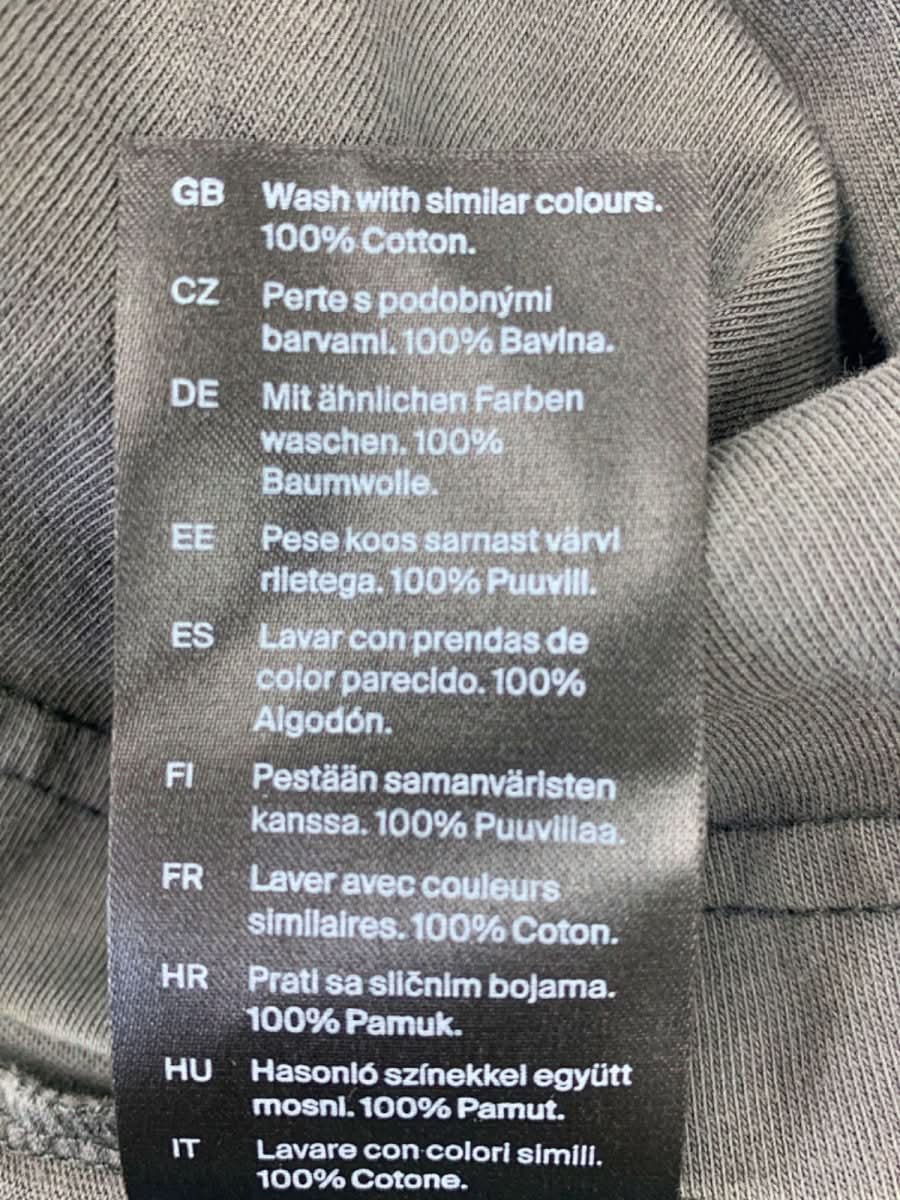 GB Wash with similar colours.
100% Cotton.
CZ Perte s podobnými
barvami. 100% Bavlna.
DE Mit ähnlichen Farben
waschen. 100%
Baumwolle.
EE Pese koos sarnast värvi
riietega. 100% Puuvill.
ES Lavar con prendas de
color parecido. 100%
Algodón.
FI Pestään samanväristen
kanssa. 100% Puuvillaa.
FR Laver avec couleurs
similaires. 100% Coton.
HR Prati sa sličnim bojama.
100% Pamuk.
HU Hasonló színekkel együtt
mosni. 100% Pamut.
IT Lavare con colori simili.
100% Cotone.